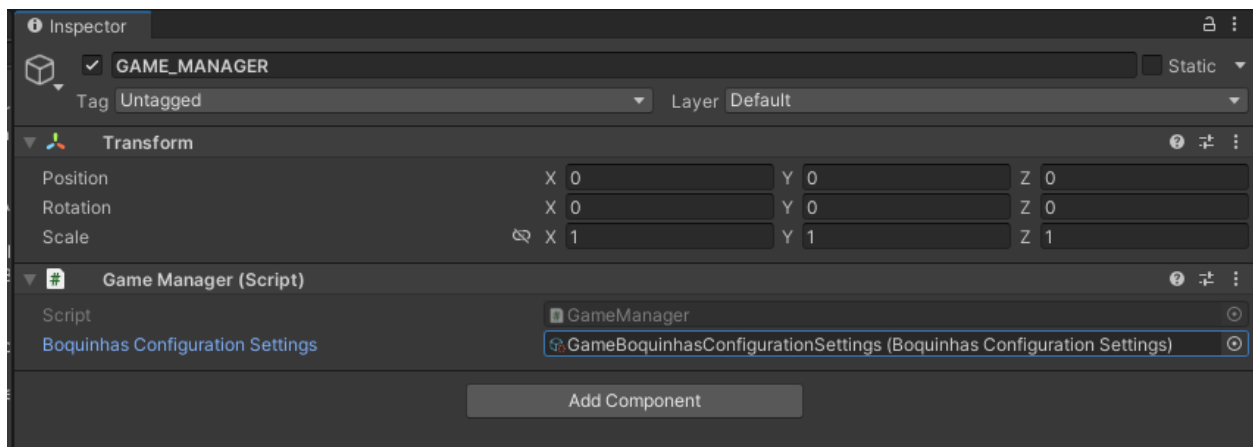 Inspector
GAME_MANAGER Static
Tag Untagged Layer Default
Transform
Position X 0 Y 0 Z 0
Rotation X 0 Y 0 Z 0
Scale X 1 Y 1 Z 1
# Game Manager (Script)
Script # GameManager
Boquinhas Configuration Settings GameBoquinhasConfigurationSettings (Boquinhas Configuration Settings)
Add Component